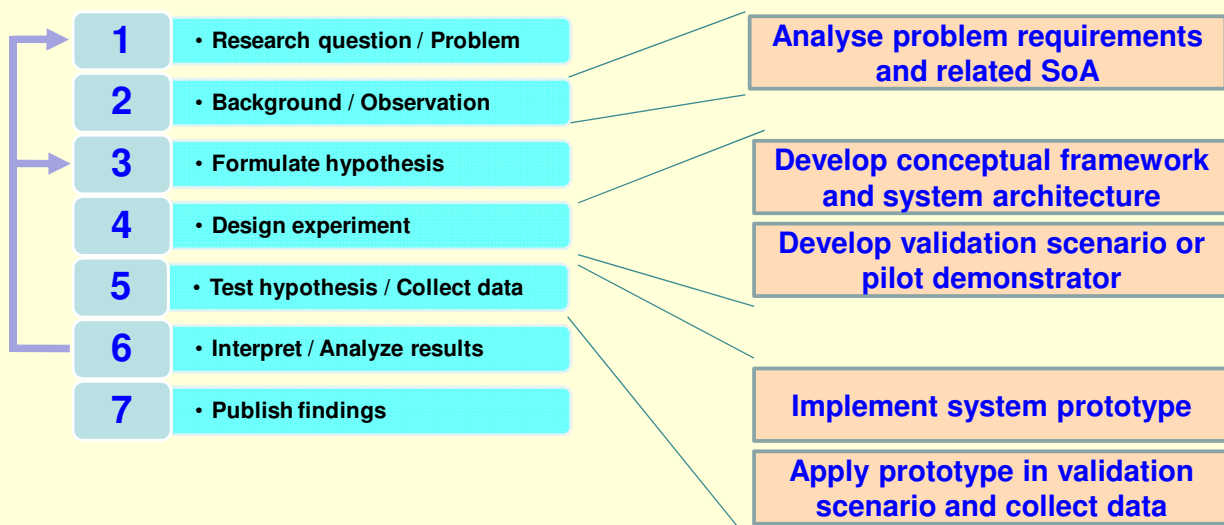 1
• Research question / Problem
2
• Background / Observation
3
• Formulate hypothesis
4
• Design experiment
5
• Test hypothesis / Collect data
6
• Interpret / Analyze results
7
• Publish findings
Analyse problem requirements
and related SoA
Develop conceptual framework
and system architecture
Develop validation scenario or
pilot demonstrator
Implement system prototype
Apply prototype in validation
scenario and collect data